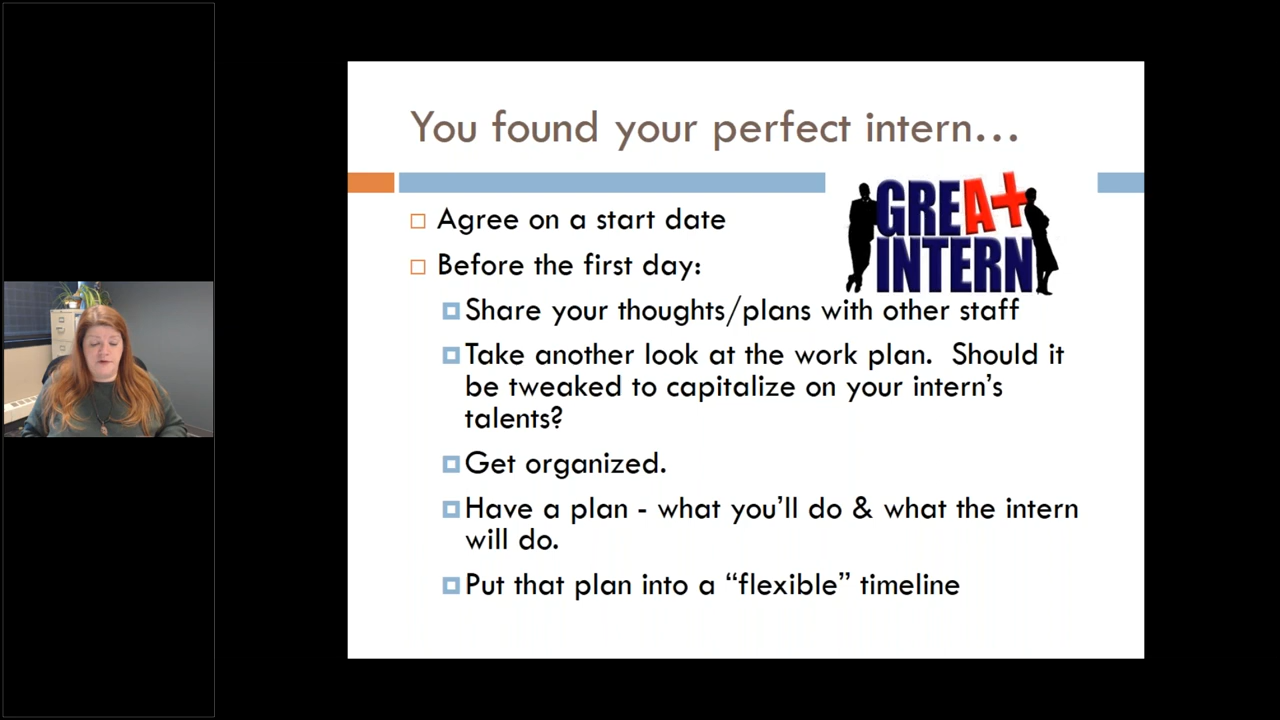 You found your perfect intern...
GREA+
INTERN
Agree on a start date
Before the first day:
Share your thoughts/plans with other staff
Take another look at the work plan.  Should it
be tweaked to capitalize on your intern’s
talents?
Get organized.
Have a plan - what you’ll do & what the intern
will do.
Put that plan into a “flexible” timeline